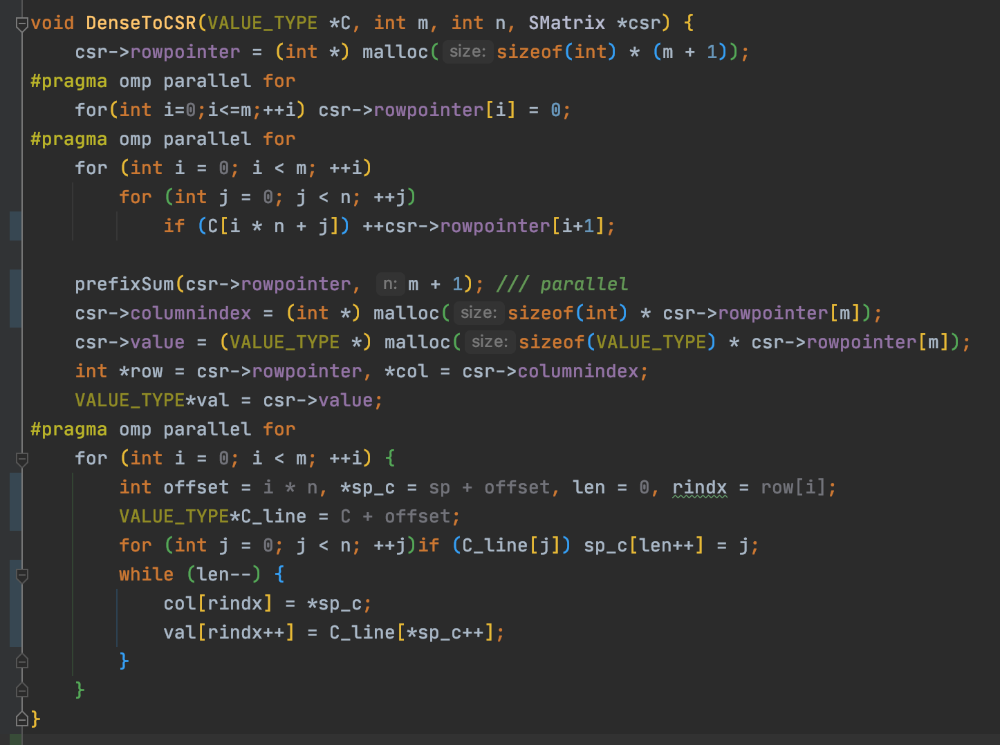 void DenseToCSR(VALUE_TYPE *C, int m, int n, SMatrix *csr) {
    csr->rowpointer = (int *) malloc( size: sizeof(int) * (m + 1));
#pragma omp parallel for
    for(int i=0;i<=m;++i) csr->rowpointer[i] = 0;
#pragma omp parallel for
    for (int i = 0; i < m; ++i)
        for (int j = 0; j < n; ++j)
            if (C[i * n + j]) ++csr->rowpointer[i+1];

    prefixSum(csr->rowpointer, n: m + 1); /// parallel
    csr->columnindex = (int *) malloc( size: sizeof(int) * csr->rowpointer[m]);
    csr->value = (VALUE_TYPE *) malloc( size: sizeof(VALUE_TYPE) * csr->rowpointer[m]);
    int *row = csr->rowpointer, *col = csr->columnindex;
    VALUE_TYPE*val = csr->value;
#pragma omp parallel for
    for (int i = 0; i < m; ++i) {
        int offset = i * n, *sp_c = sp + offset, len = 0, rindx = row[i];
        VALUE_TYPE*C_line = C + offset;
        for (int j = 0; j < n; ++j)if (C_line[j]) sp_c[len++] = j;
        while (len--) {
            col[rindx] = *sp_c;
            val[rindx++] = C_line[*sp_c++];
        }
    }
}